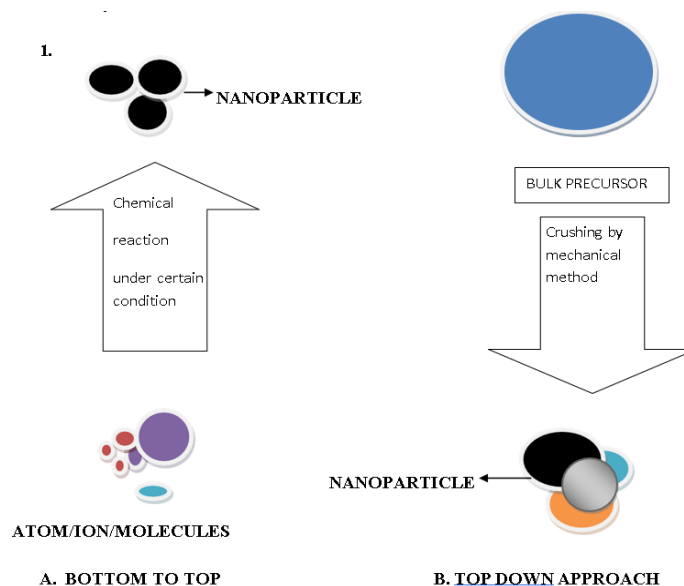 1.
NANOPARTICLE
Chemical
reaction
under certain
condition
ATOM/ION/MOLECULES
A. BOTTOM TO TOP
BULK PRECURSOR
Crushing by
mechanical
method
NANOPARTICLE
B. TOP DOWN APPROACH